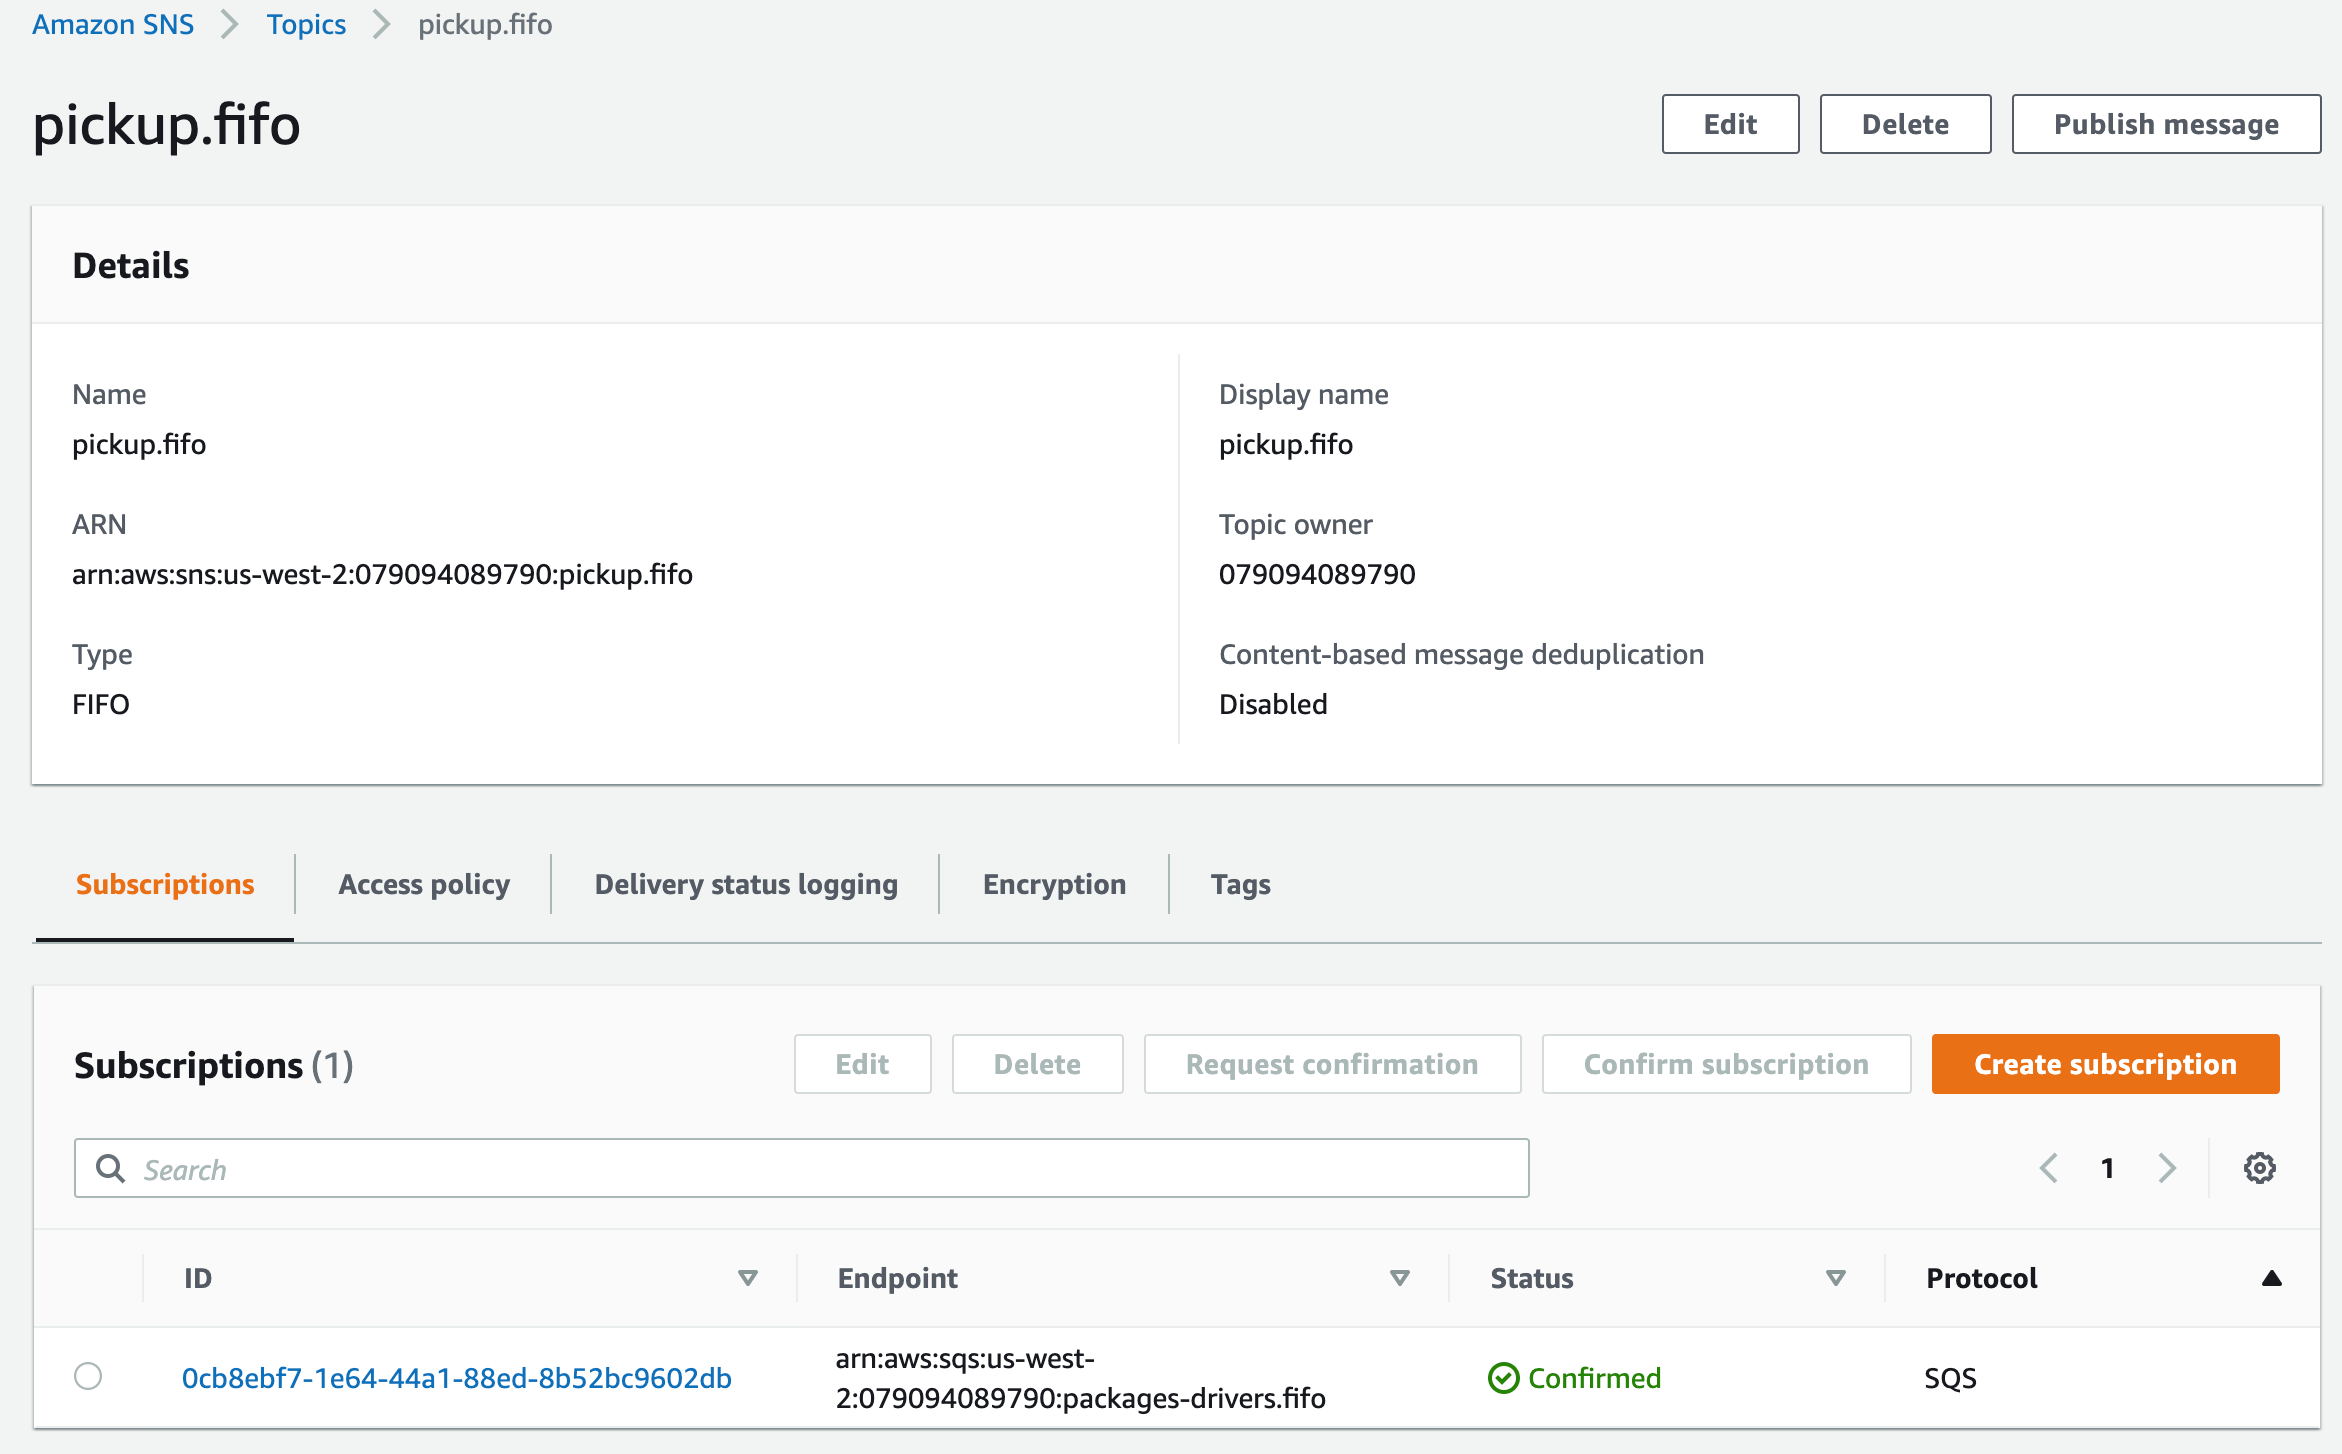 Amazon SNS > Topics > pickup.fifo
pickup.fifo
Edit Delete Publish message
Details
Name
pickup.fifo
ARN
arn:aws:sns:us-west-2:079094089790:pickup.fifo
Type
FIFO
Display name
pickup.fifo
Topic owner
079094089790
Content-based message deduplication
Disabled
Subscriptions Access policy Delivery status logging Encryption Tags
Subscriptions (1) Edit Delete Request confirmation Confirm subscription Create subscription
Search 1
ID Endpoint Status Protocol
0cb8ebf7-1e64-44a1-88ed-8b52bc9602db
arn:aws:sqs:us-west-
2:079094089790:packages-drivers.fifo
Confirmed
SQS